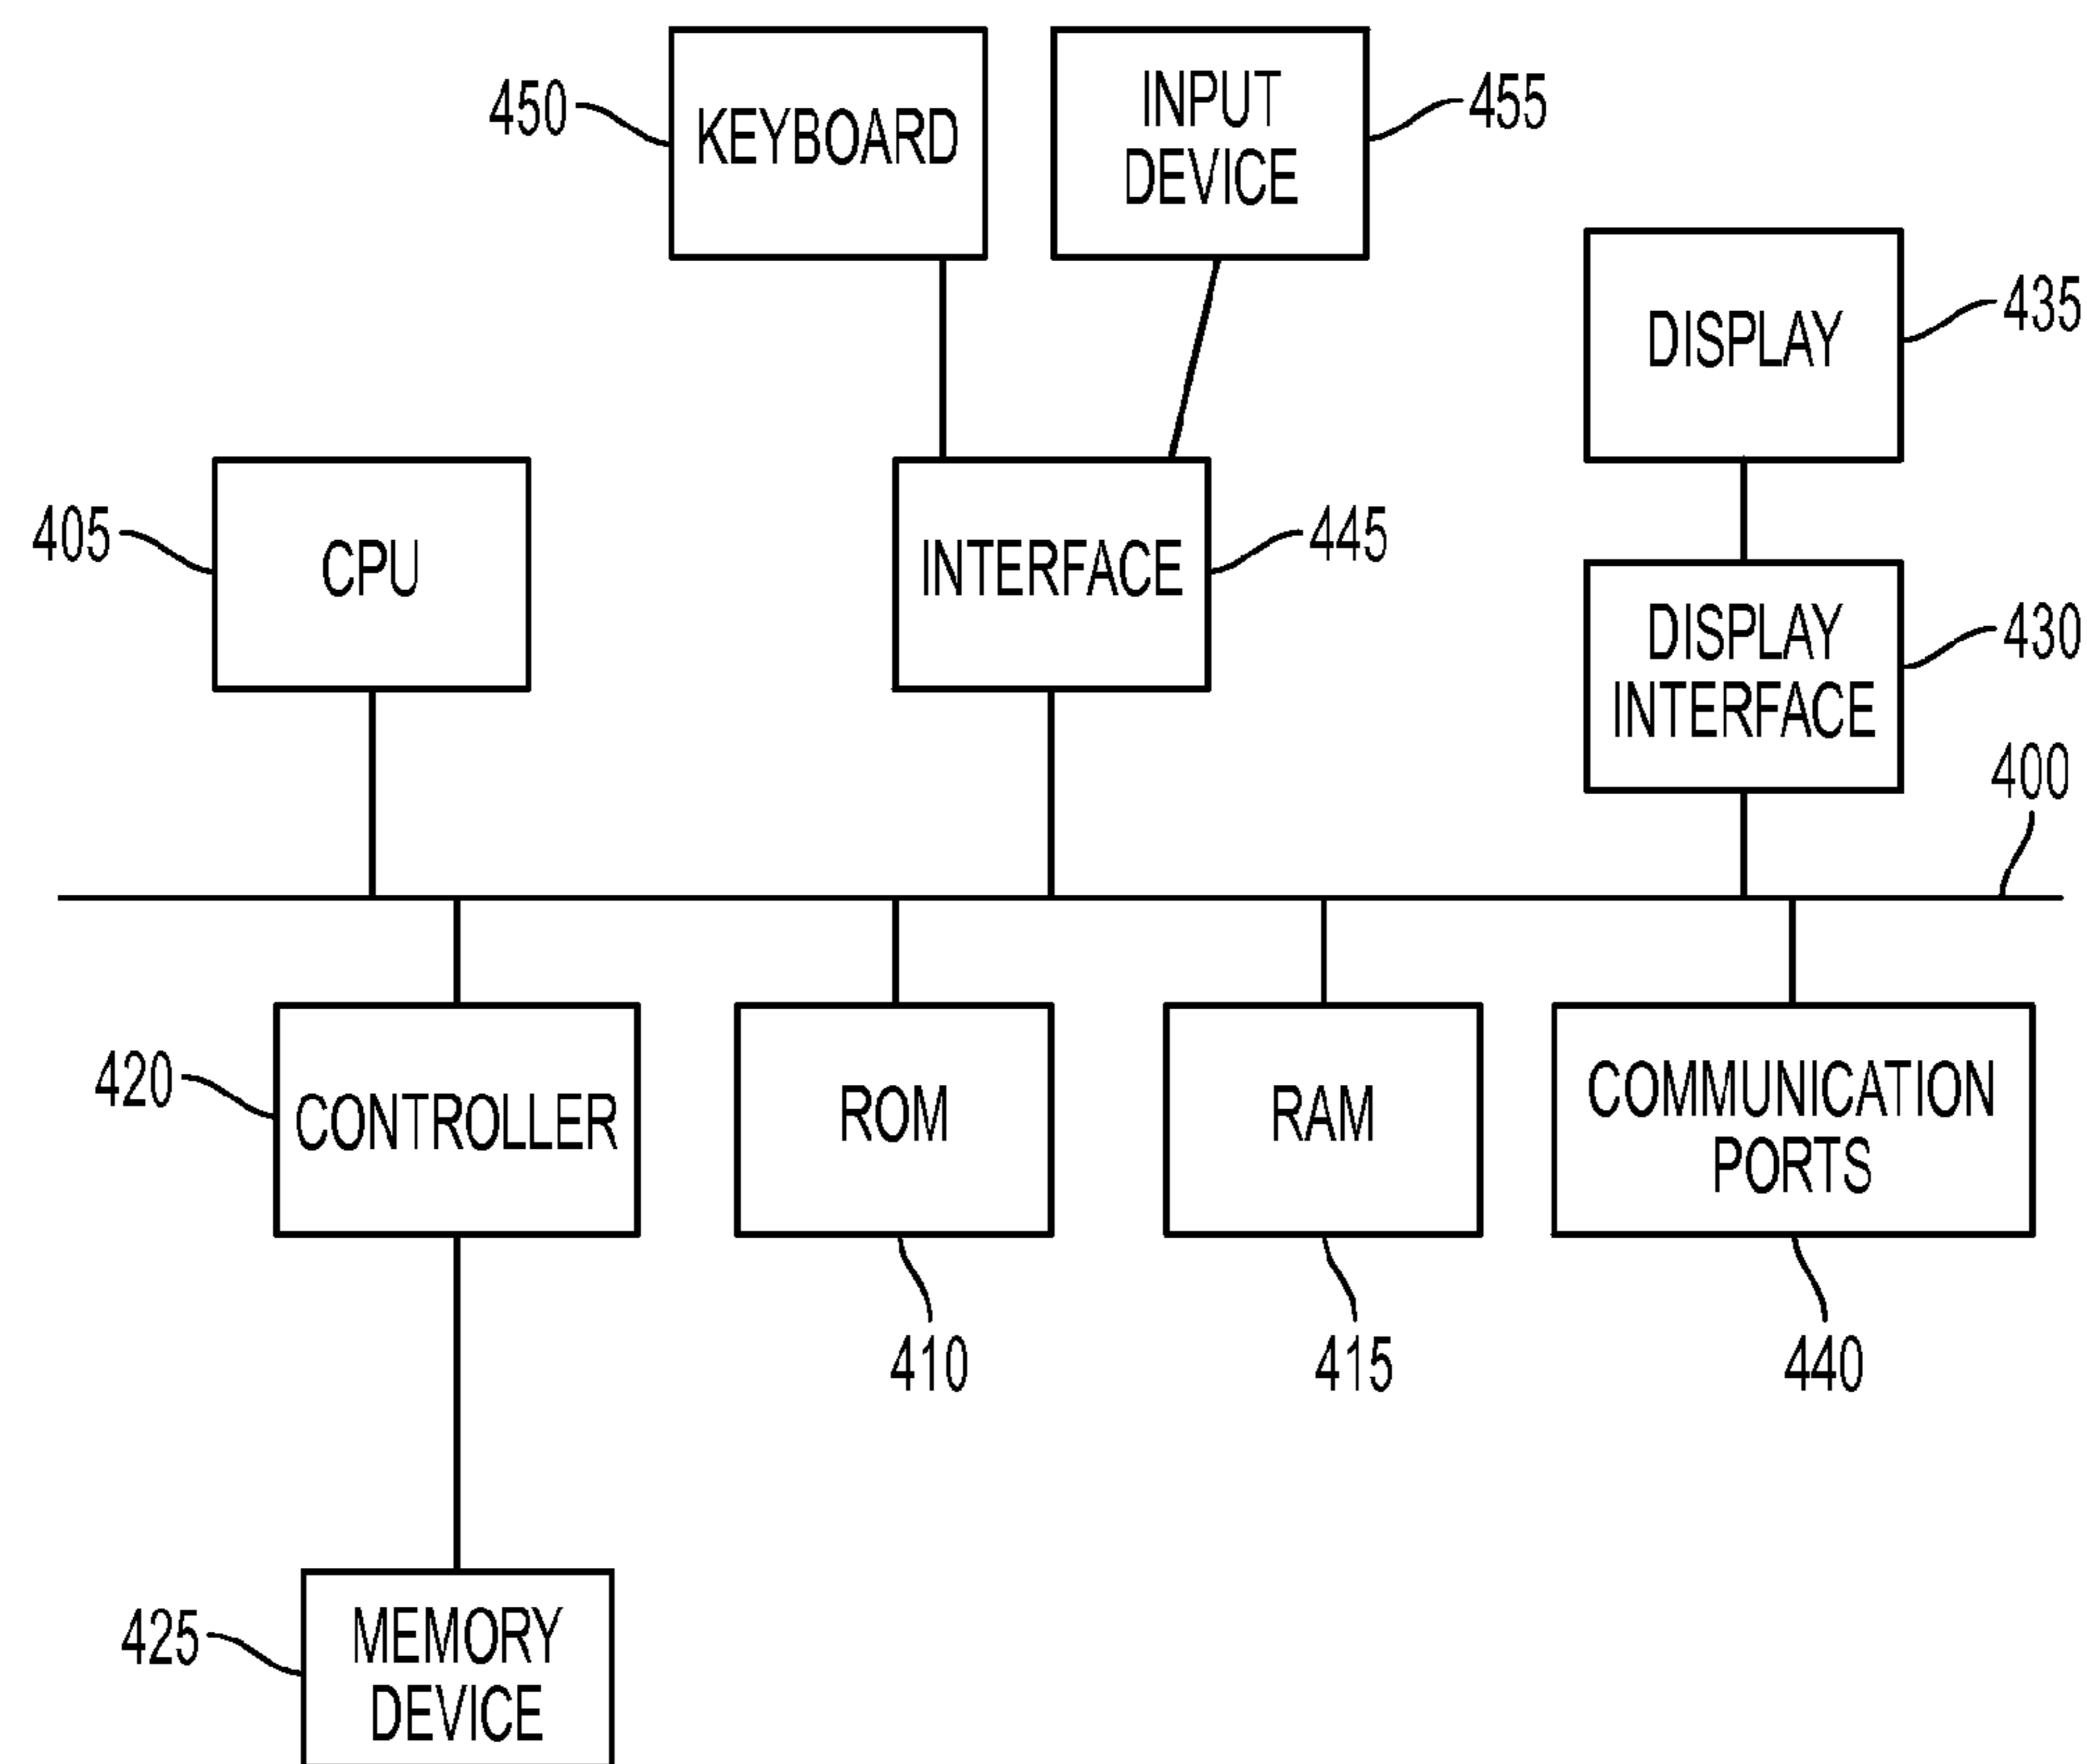 450
KEYBOARD
INPUT
DEVICE
455
DISPLAY
435
405
CPU
INTERFACE
445
DISPLAY
INTERFACE
430
400
420
CONTROLLER
ROM
RAM
COMMUNICATION
PORTS
410
415
440
425
MEMORY
DEVICE